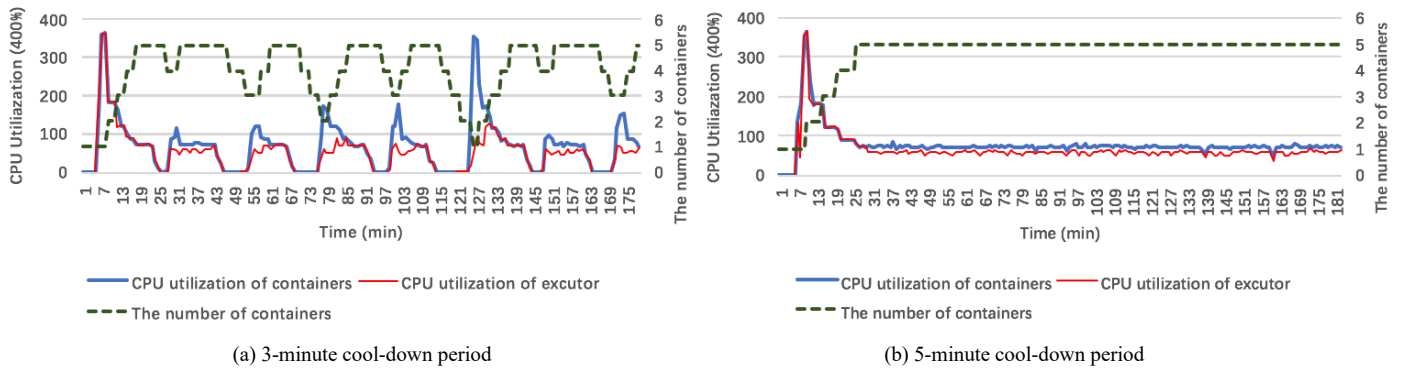 400
300
200
100
0
6
5
4
3
2
1
0
CPU Utiliazation (400%)
The number of containers
1 7 13 19 25 31 37 43 49 55 61 67 73 79 85 91 97 103 109 115 121 127 133 139 145 151 157 163 169 175
Time (min)
CPU utilization of containers
CPU utilization of excutor
The number of containers
(a) 3-minute cool-down period
400
300
200
100
0
6
5
4
3
2
1
0
CPU Utiliazation (400%)
The number of containers
1 7 13 19 25 31 37 43 49 55 61 67 73 79 85 91 97 103 109 115 121 127 133 139 145 151 157 163 169 175 181
Time (min)
CPU utilization of containers
CPU utilization of excutor
The number of containers
(b) 5-minute cool-down period